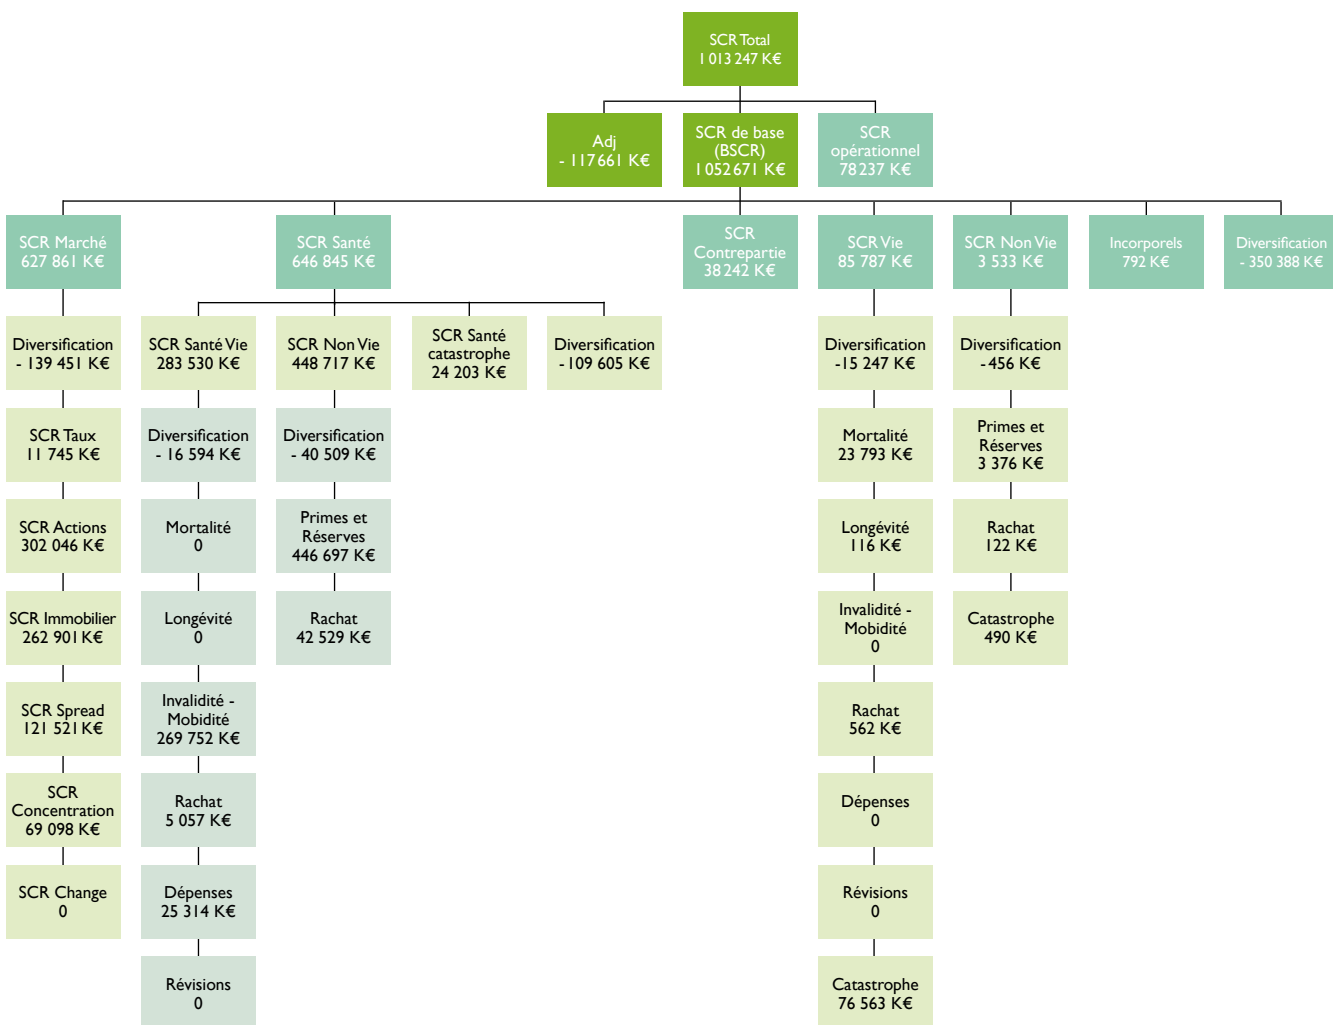 SCR Total
1 013 247 K€
Adj
- 117 661 K€
SCR de base
(BSCR)
1 052 671 K€
SCR
opérationnel
78 237 K€
SCR Marché
627 861 K€
SCR Santé
646 845 K€
SCR
Contrepartie
38 242 K€
SCR Vie
85 787 K€
SCR Non Vie
3 533 K€
Incorporels
792 K€
Diversification
- 350 388 K€
Diversification
- 139 451 K€
SCR Santé Vie
283 530 K€
SCR Non Vie
448 717 K€
SCR Santé
catastrophe
24 203 K€
Diversification
-109 605 K€
Diversification
-15 247 K€
Diversification
-456 K€
SCR Taux
11 745 K€
Diversification
- 16 594 K€
Diversification
- 40 509 K€
Mortalité
23 793 K€
Primes et
Réserves
3 376 K€
SCR Actions
302 046 K€
Mortalité
0
Primes et
Réserves
446 697 K€
Longévité
116 K€
Rachat
122 K€
SCR Immobilier
262 901 K€
Longévité
0
Rachat
42 529 K€
Invalidité -
Mobidité
0
Catastrophe
490 K€
SCR Spread
121 521 K€
Invalidité -
Mobidité
269 752 K€
Rachat
562 K€
SCR
Concentration
69 098 K€
Rachat
5 057 K€
Dépenses
0
SCR Change
0
Dépenses
25 314 K€
Révisions
0
Révisions
0
Catastrophe
76 563 K€